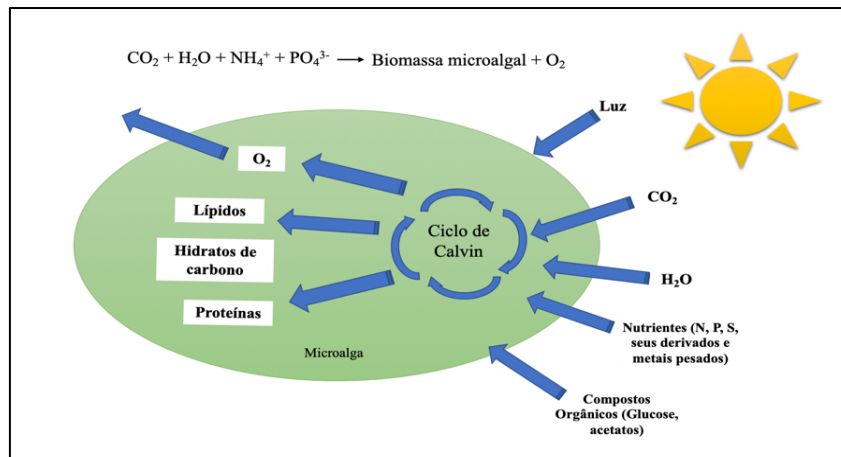 CO₂ + H₂O + NH₄⁺ + PO₄³⁻ → Biomassa microalgal + O₂
Luz
O₂
CO₂
Lípidos
Ciclo de
Calvin
Hidratos de
carbono
H₂O
Proteínas
Nutrientes (N, P, S,
seus derivados e
metais pesados)
Microalga
Compostos
Orgânicos (Glucose,
acetatos)